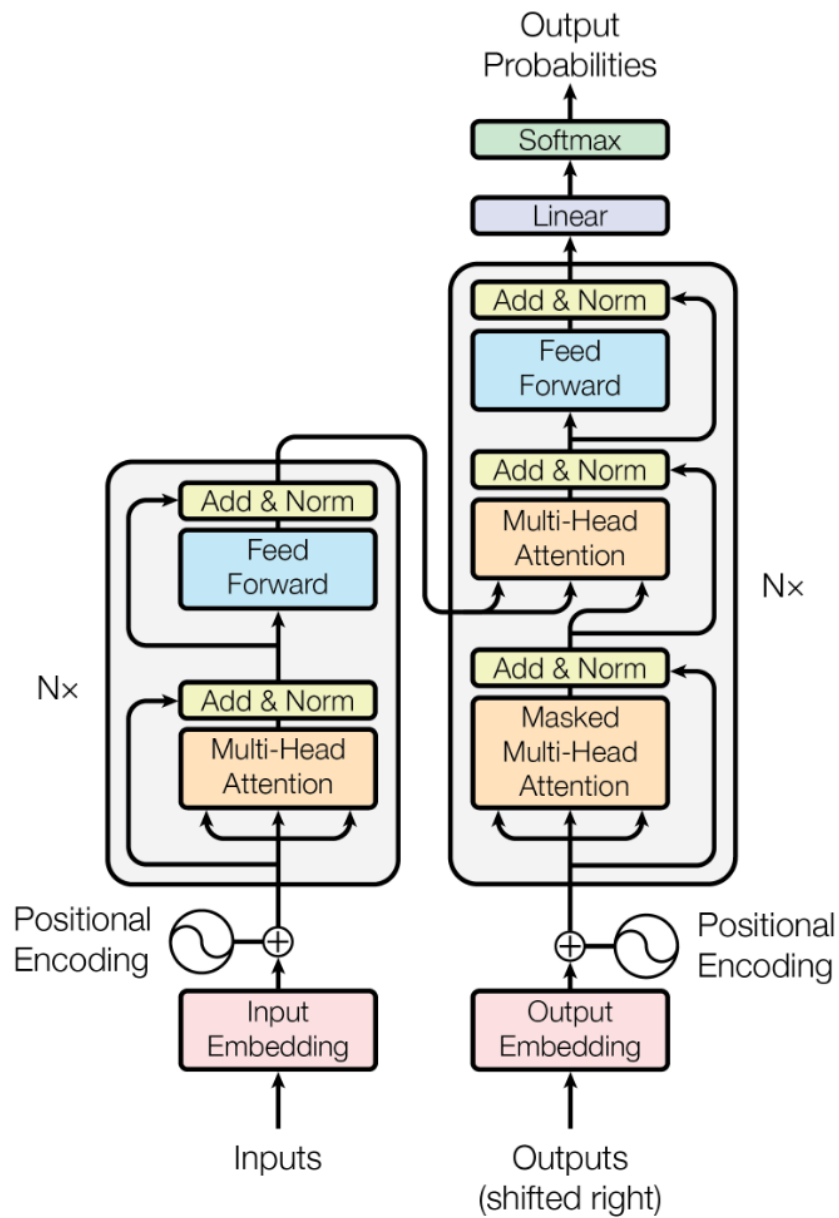 Output
Probabilities
Softmax
Linear
Add & Norm
Feed
Forward
Add & Norm
Multi-Head
Attention
Add & Norm
Masked
Multi-Head
Attention
Nx
Add & Norm
Feed
Forward
Add & Norm
Multi-Head
Attention
Nx
Positional
Encoding
Positional
Encoding
Input
Embedding
Output
Embedding
Inputs
Outputs
(shifted right)